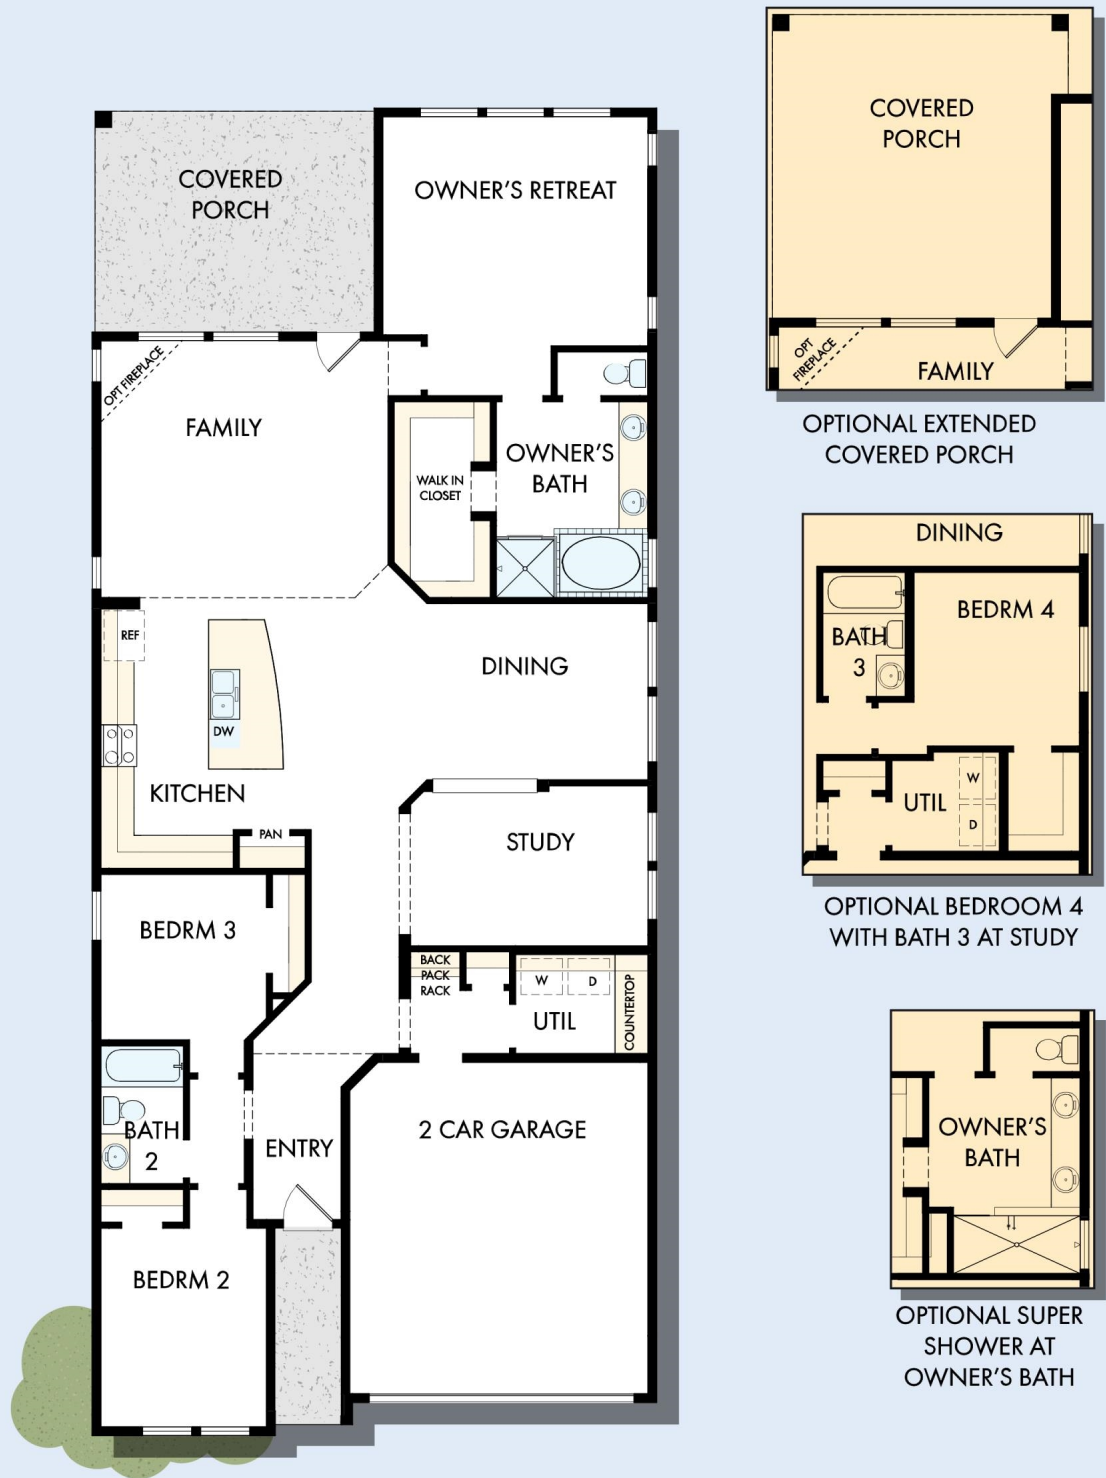 COVERED
PORCH
OWNER'S RETREAT
OPT FIREPLACE
FAMILY
WALK IN
CLOSET
OWNER'S
BATH
REF
DW
DINING
KITCHEN
PAN
STUDY
BEDRM 3
BACK
PACK
RACK
W
D
UTIL
COUNTERTOP
BATH
2
ENTRY
2 CAR GARAGE
BEDRM 2
COVERED
PORCH
OPT
FIREPLACE
FAMILY
OPTIONAL EXTENDED
COVERED PORCH
DINING
BEDRM 4
BATH
3
UTIL
W
D
OPTIONAL BEDROOM 4
WITH BATH 3 AT STUDY
OWNER'S
BATH
OPTIONAL SUPER
SHOWER AT
OWNER'S BATH